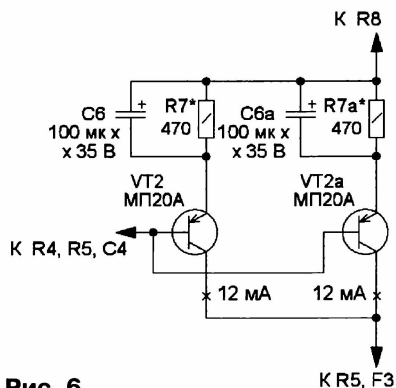 К R8
C6
100 мк х
х 35 В
R7*
470
C6a
100 мк х
х 35 В
R7a*
470
VT2
МП20А
VT2a
МП20А
К R4, R5, C4
12 мА
12 мА
К R5, F3
Рис. 6